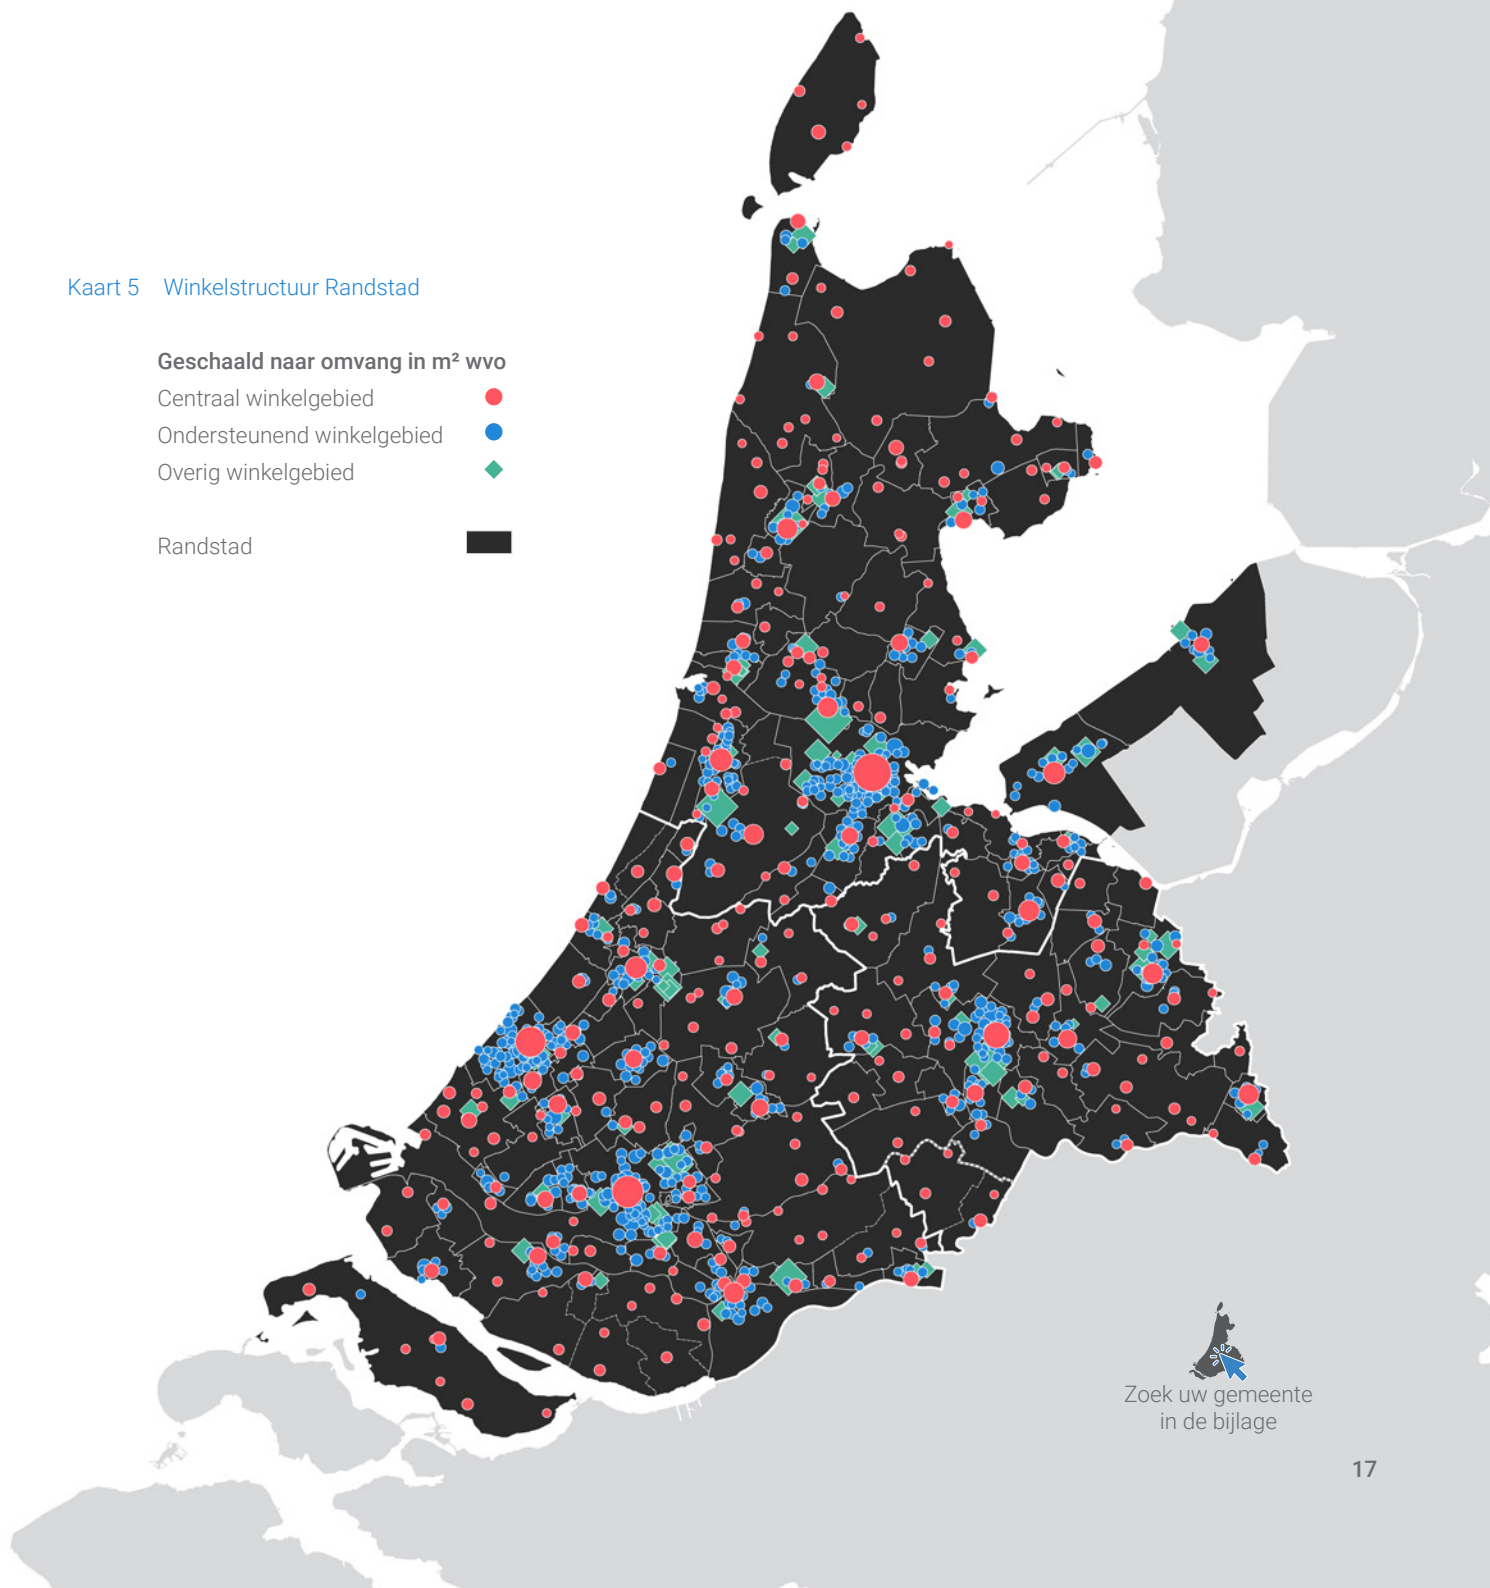 Kaart 5 Winkelstructuur Randstad
Geschaald naar omvang in m² wvo
Centraal winkelgebied
Ondersteunend winkelgebied
Overig winkelgebied
Randstad
Zoek uw gemeente
in de bijlage
17